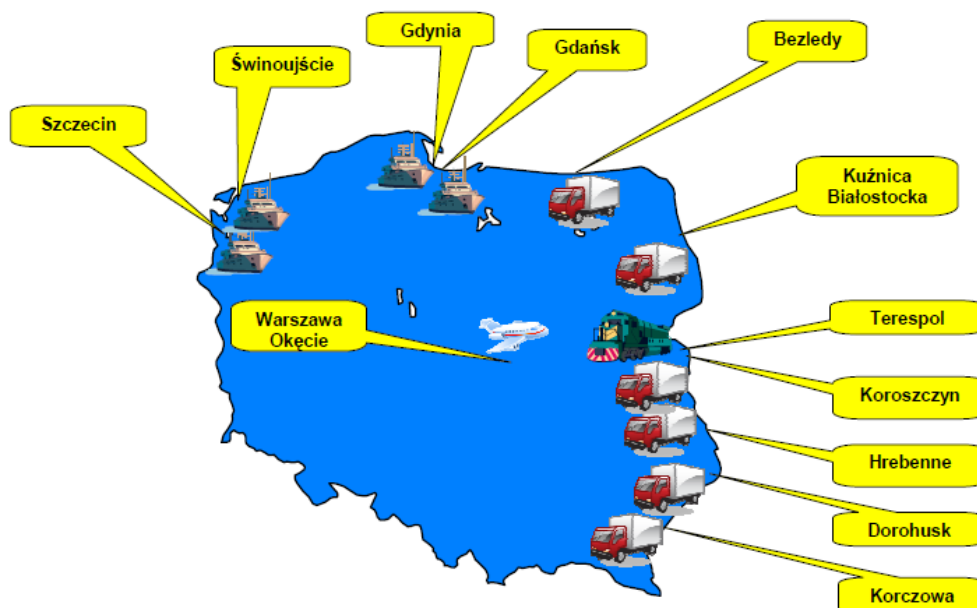 Gdynia
Gdańsk
Bezledy
Świnoujście
Szczecin
Kuźnica
Białostocka
Warszawa
Okęcie
Terespol
Koroszczyn
Hrebenne
Dorohusk
Korczowa